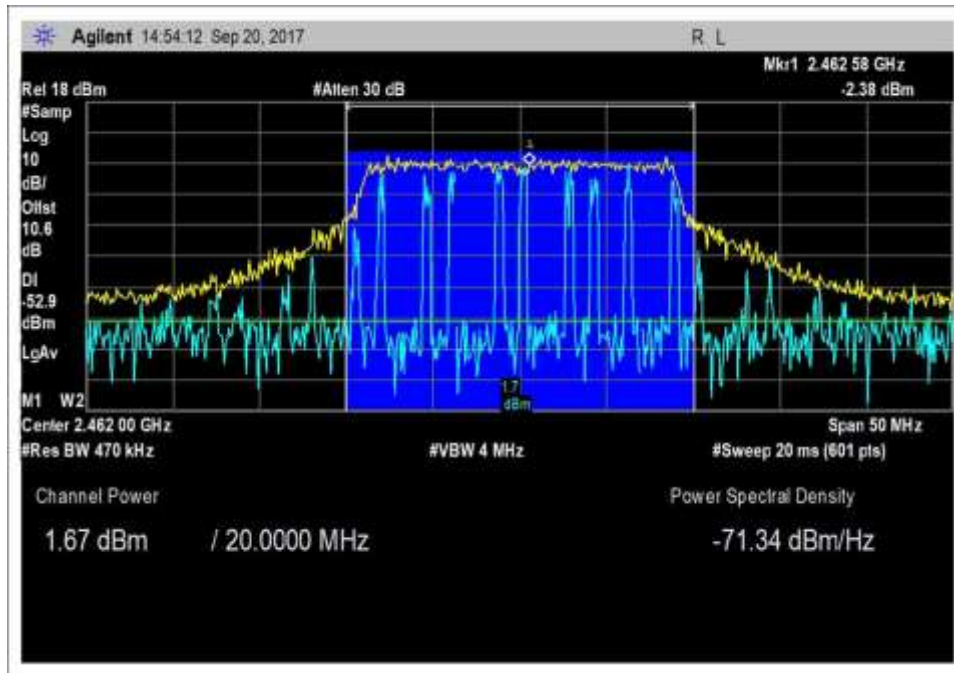 Agilent 14:54:12 Sep 20, 2017 R L
Mkr1 2.462 58 GHz
Rel 18 dBm #Atten 30 dB -2.38 dBm
#Samp
Log
10
dB/
Offst
10.6
dB
DI
-52.9
dBm
LgAv
M1 W2
1
1.7
dBm
Center 2.462 00 GHz Span 50 MHz
#Res BW 470 kHz #VBW 4 MHz #Sweep 20 ms (601 pts)
Channel Power Power Spectral Density
1.67 dBm / 20.0000 MHz -71.34 dBm/Hz